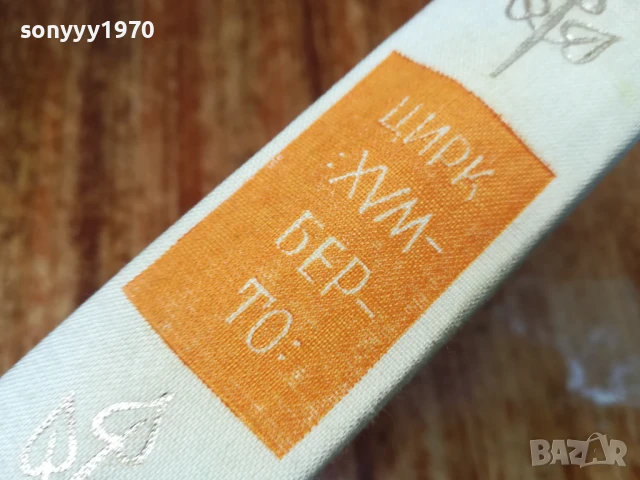 sonyyy1970
ЦИРК
:ХУМ-
БЕР-
ТО:
BAZAR